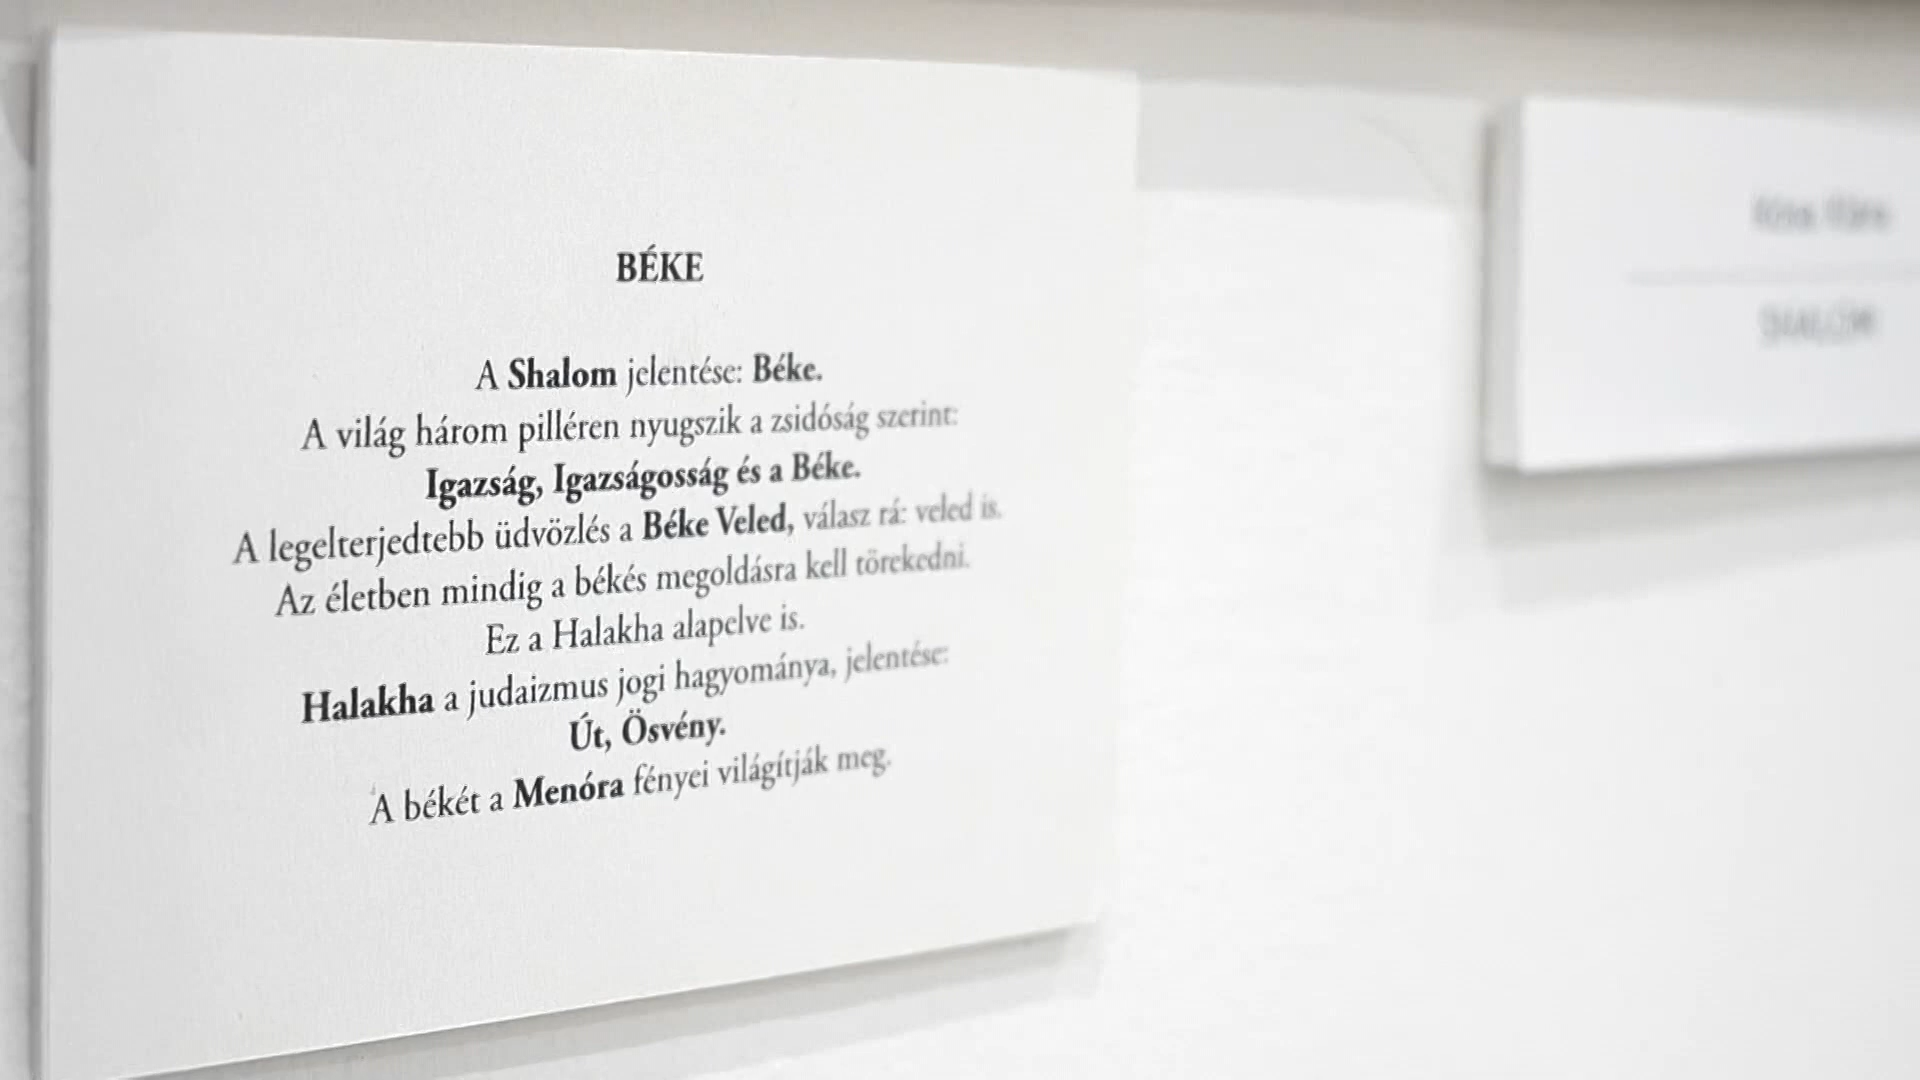 BÉKE
A Shalom jelentése: Béke.
A világ három pilléren nyugszik a zsidóság szerint:
Igazság, Igazságosság és a Béke.
A legelterjedtebb üdvözlés a Béke Veled, válasz rá: veled is.
Az életben mindig a békés megoldásra kell törekedni.
Ez a Halakha alapelve is.
Halakha a judaizmus jogi hagyománya, jelentése:
Út, Ösvény.
A békét a Menóra fényei világítják meg.
SHALOM